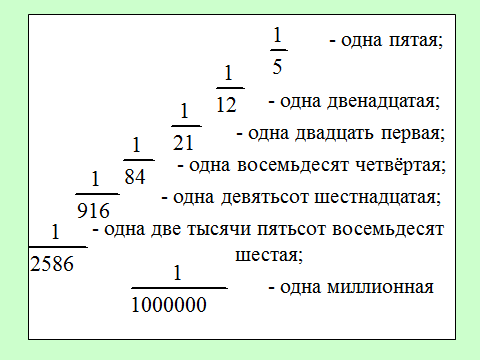 1
5 - одна пятая;
1
12 - одна двенадцатая;
1
21 - одна двадцать первая;
1
84 - одна восемьдесят четвёртая;
1
916 - одна девятьсот шестнадцатая;
1 - одна две тысячи пятьсот восемьдесят
2586 шестая;
1
1000000 - одна миллионная